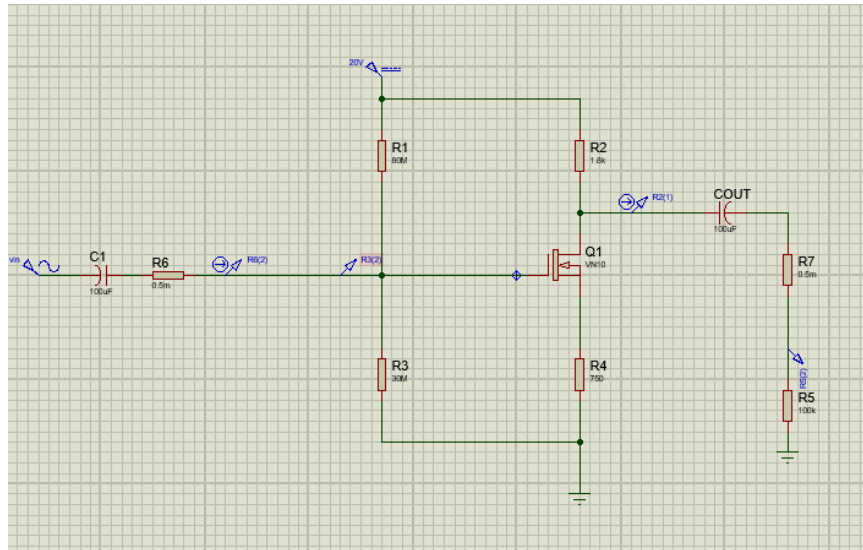 20V
R1
80M
R2
1.8k
R2(1)
COUT
100uF
vin
C1
100uF
R6
0.5m
R6(2)
R3(2)
Q1
VN10
R7
0.5m
R3
30M
R4
750
R5(2)
R5
100k